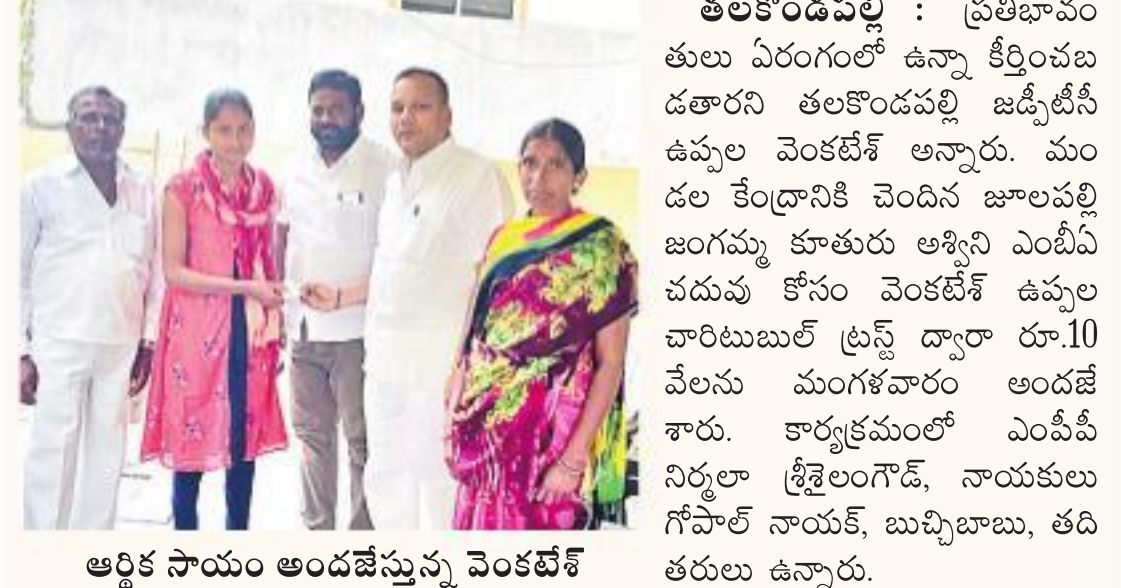 తలకొండపల్లి : ప్రతిభావం
తులు ఏరంగంలో ఉన్నా కీర్తించబ
డతారని తలకొండపల్లి జడ్పీటీసీ
ఉప్పల వెంకటేశ్ అన్నారు. మం
డల కేంద్రానికి చెందిన జూలపల్లి
జంగమ్మ కూతురు అశ్విని ఎంబీఏ
చదువు కోసం వెంకటేశ్ ఉప్పల
చారిటుబుల్ ట్రస్ట్ ద్వారా రూ.10
వేలను మంగళవారం అందజే
శారు. కార్యక్రమంలో ఎంపీపీ
నిర్మలా శ్రీశైలంగౌడ్, నాయకులు
గోపాల్ నాయక్, బుచ్చిబాబు, తది
తరులు ఉన్నారు.
ఆర్థిక సాయం అందజేస్తున్న వెంకటేశ్